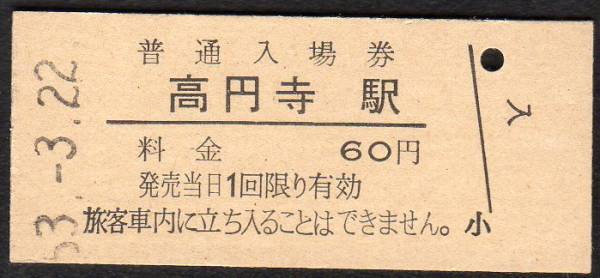 普通入場券
高円寺 駅
料金 60円
発売当日1回限り有効
旅客車内に立ち入ることはできません。
小
入
53.-3.22